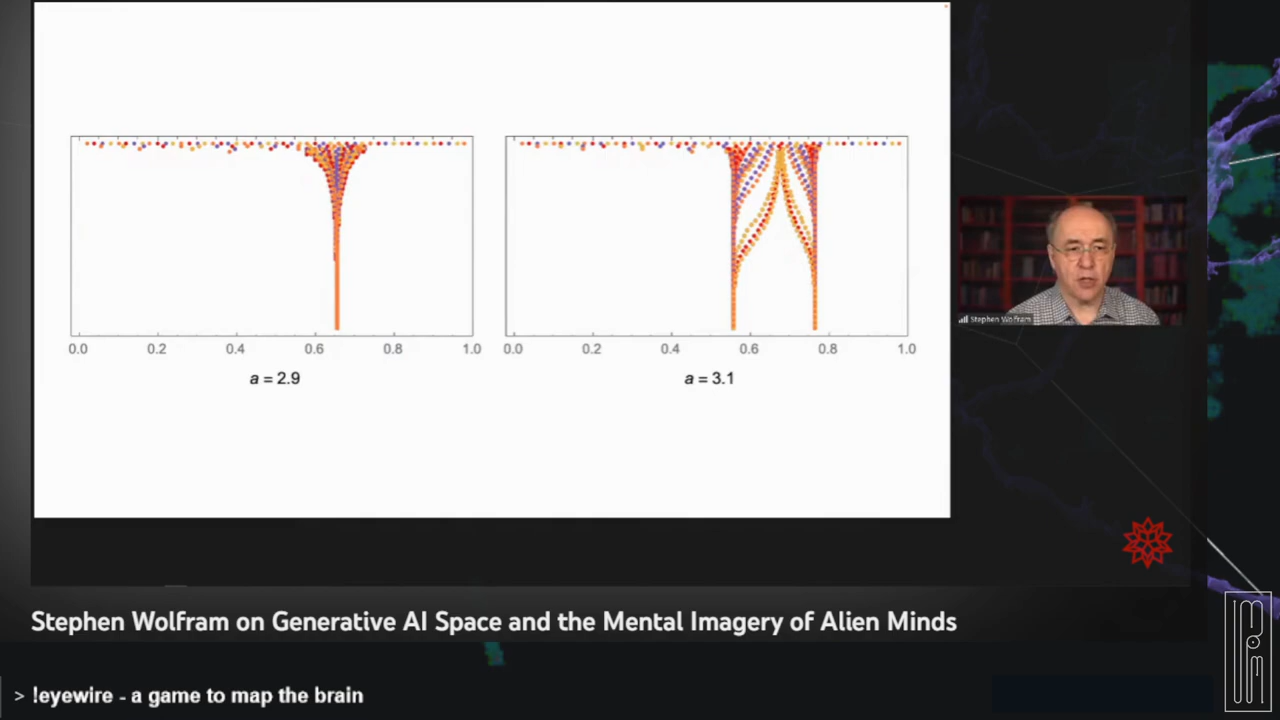 0.0 0.2 0.4 0.6 0.8 1.0
0.0 0.2 0.4 0.6 0.8 1.0
a = 2.9
a = 3.1
Stephen Wolfram
Stephen Wolfram on Generative AI Space and the Mental Imagery of Alien Minds
> !eyewire - a game to map the brain